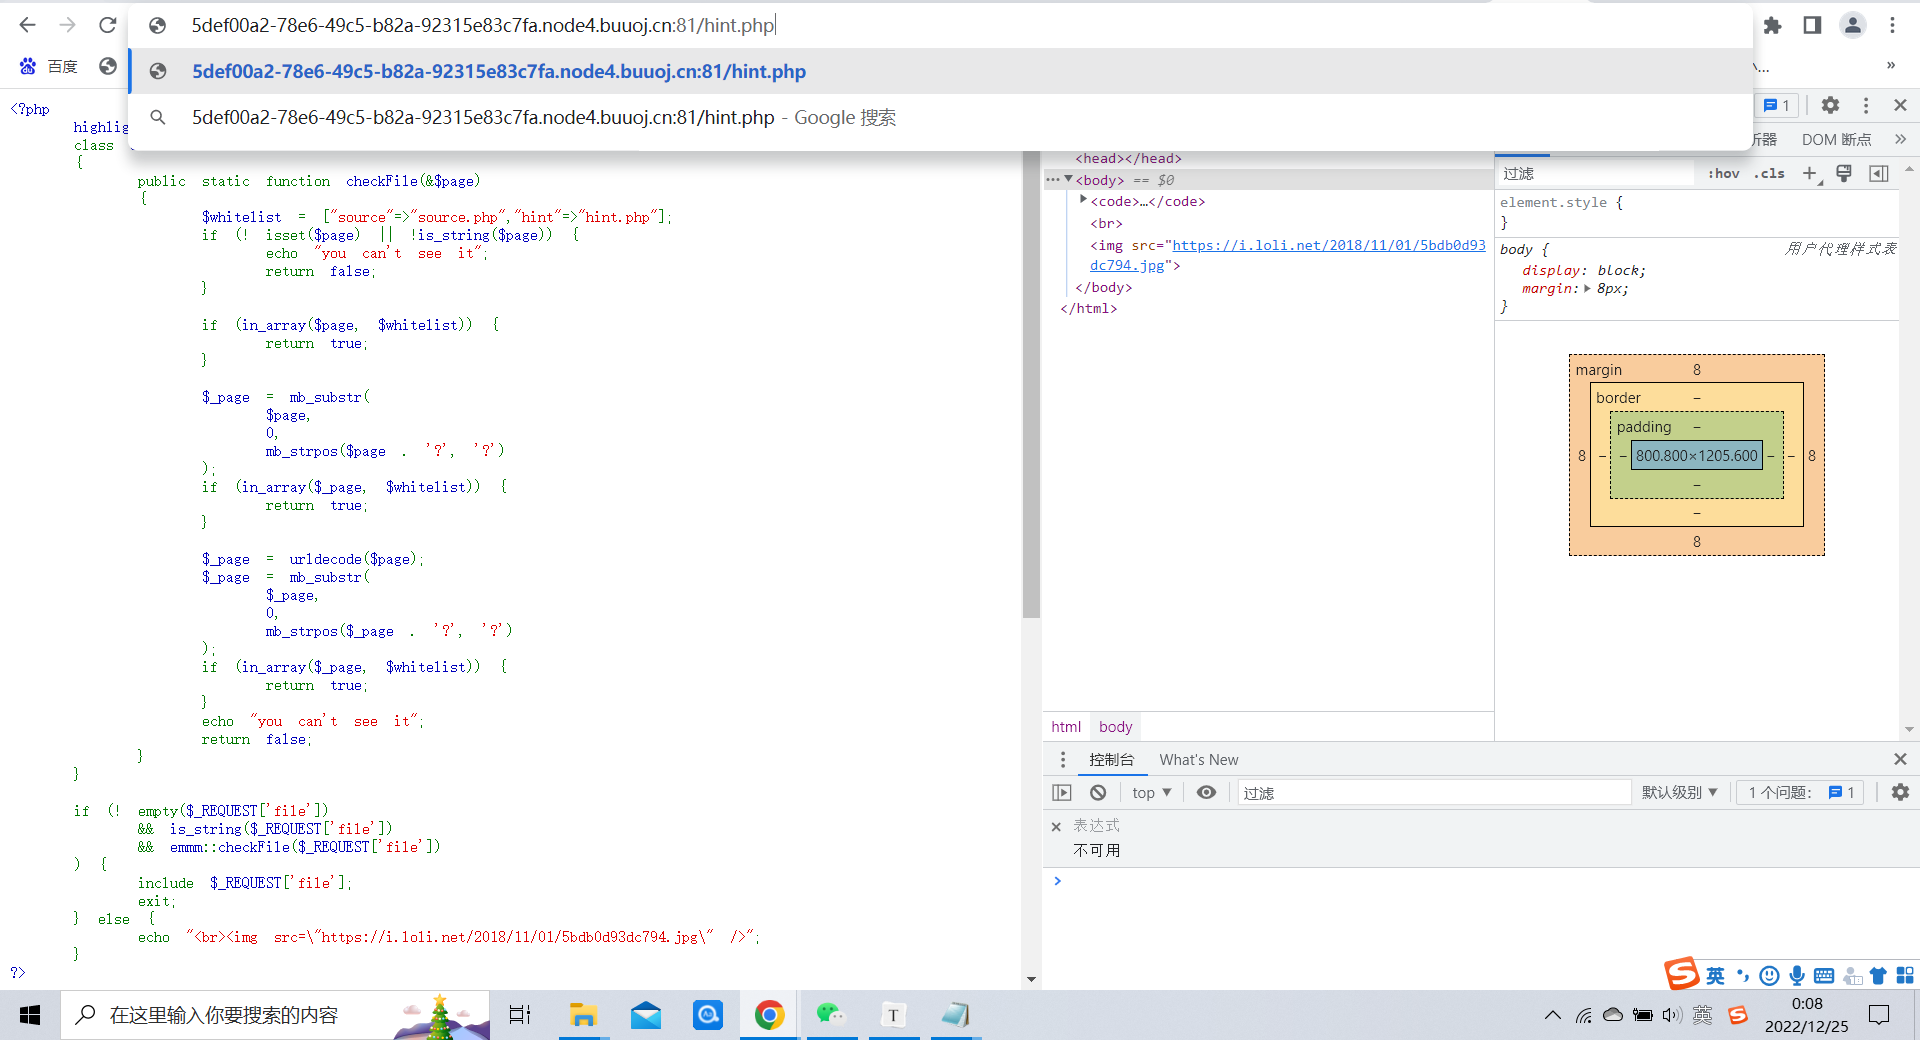 5def00a2-78e6-49c5-b82a-92315e83c7fa.node4.buuoj.cn:81/hint.php
百度
5def00a2-78e6-49c5-b82a-92315e83c7fa.node4.buuoj.cn:81/hint.php
5def00a2-78e6-49c5-b82a-92315e83c7fa.node4.buuoj.cn:81/hint.php - Google 搜索
<?php
class
{
public static function checkFile(&$page)
{
$whitelist = ["source"=>"source.php","hint"=>"hint.php"];
if (! isset($page) || !is_string($page)) {
echo "you can't see it";
return false;
}
if (in_array($page, $whitelist)) {
return true;
}
$_page = mb_substr(
$page,
0,
mb_strpos($page . '?', '?')
);
if (in_array($_page, $whitelist)) {
return true;
}
$_page = urldecode($page);
$_page = mb_substr(
$_page,
0,
mb_strpos($_page . '?', '?')
);
if (in_array($_page, $whitelist)) {
return true;
}
echo "you can't see it";
return false;
}
}
if (! empty($_REQUEST['file'])
&& is_string($_REQUEST['file'])
&& emmm::checkFile($_REQUEST['file'])
) {
include $_REQUEST['file'];
exit;
} else {
echo "<br><img src=\"https://i.loli.net/2018/11/01/5bdb0d93dc794.jpg\" />";
}
?>
1
DOM 断点
<head></head>
<body> == $0
<code>…</code>
<br>
<img src="https://i.loli.net/2018/11/01/5bdb0d93
dc794.jpg">
</body>
</html>
过滤
:hov .cls
element.style {
}
body {
用户代理样式表
display: block;
margin: 8px;
}
margin 8
border –
padding –
8 – – 800.800×1205.600 – – 8
–
–
8
html body
控制台 What's New
top 过滤 默认级别 1 个问题: 1
表达式
不可用
英
在这里输入你要搜索的内容
T
英
0:08
2022/12/25